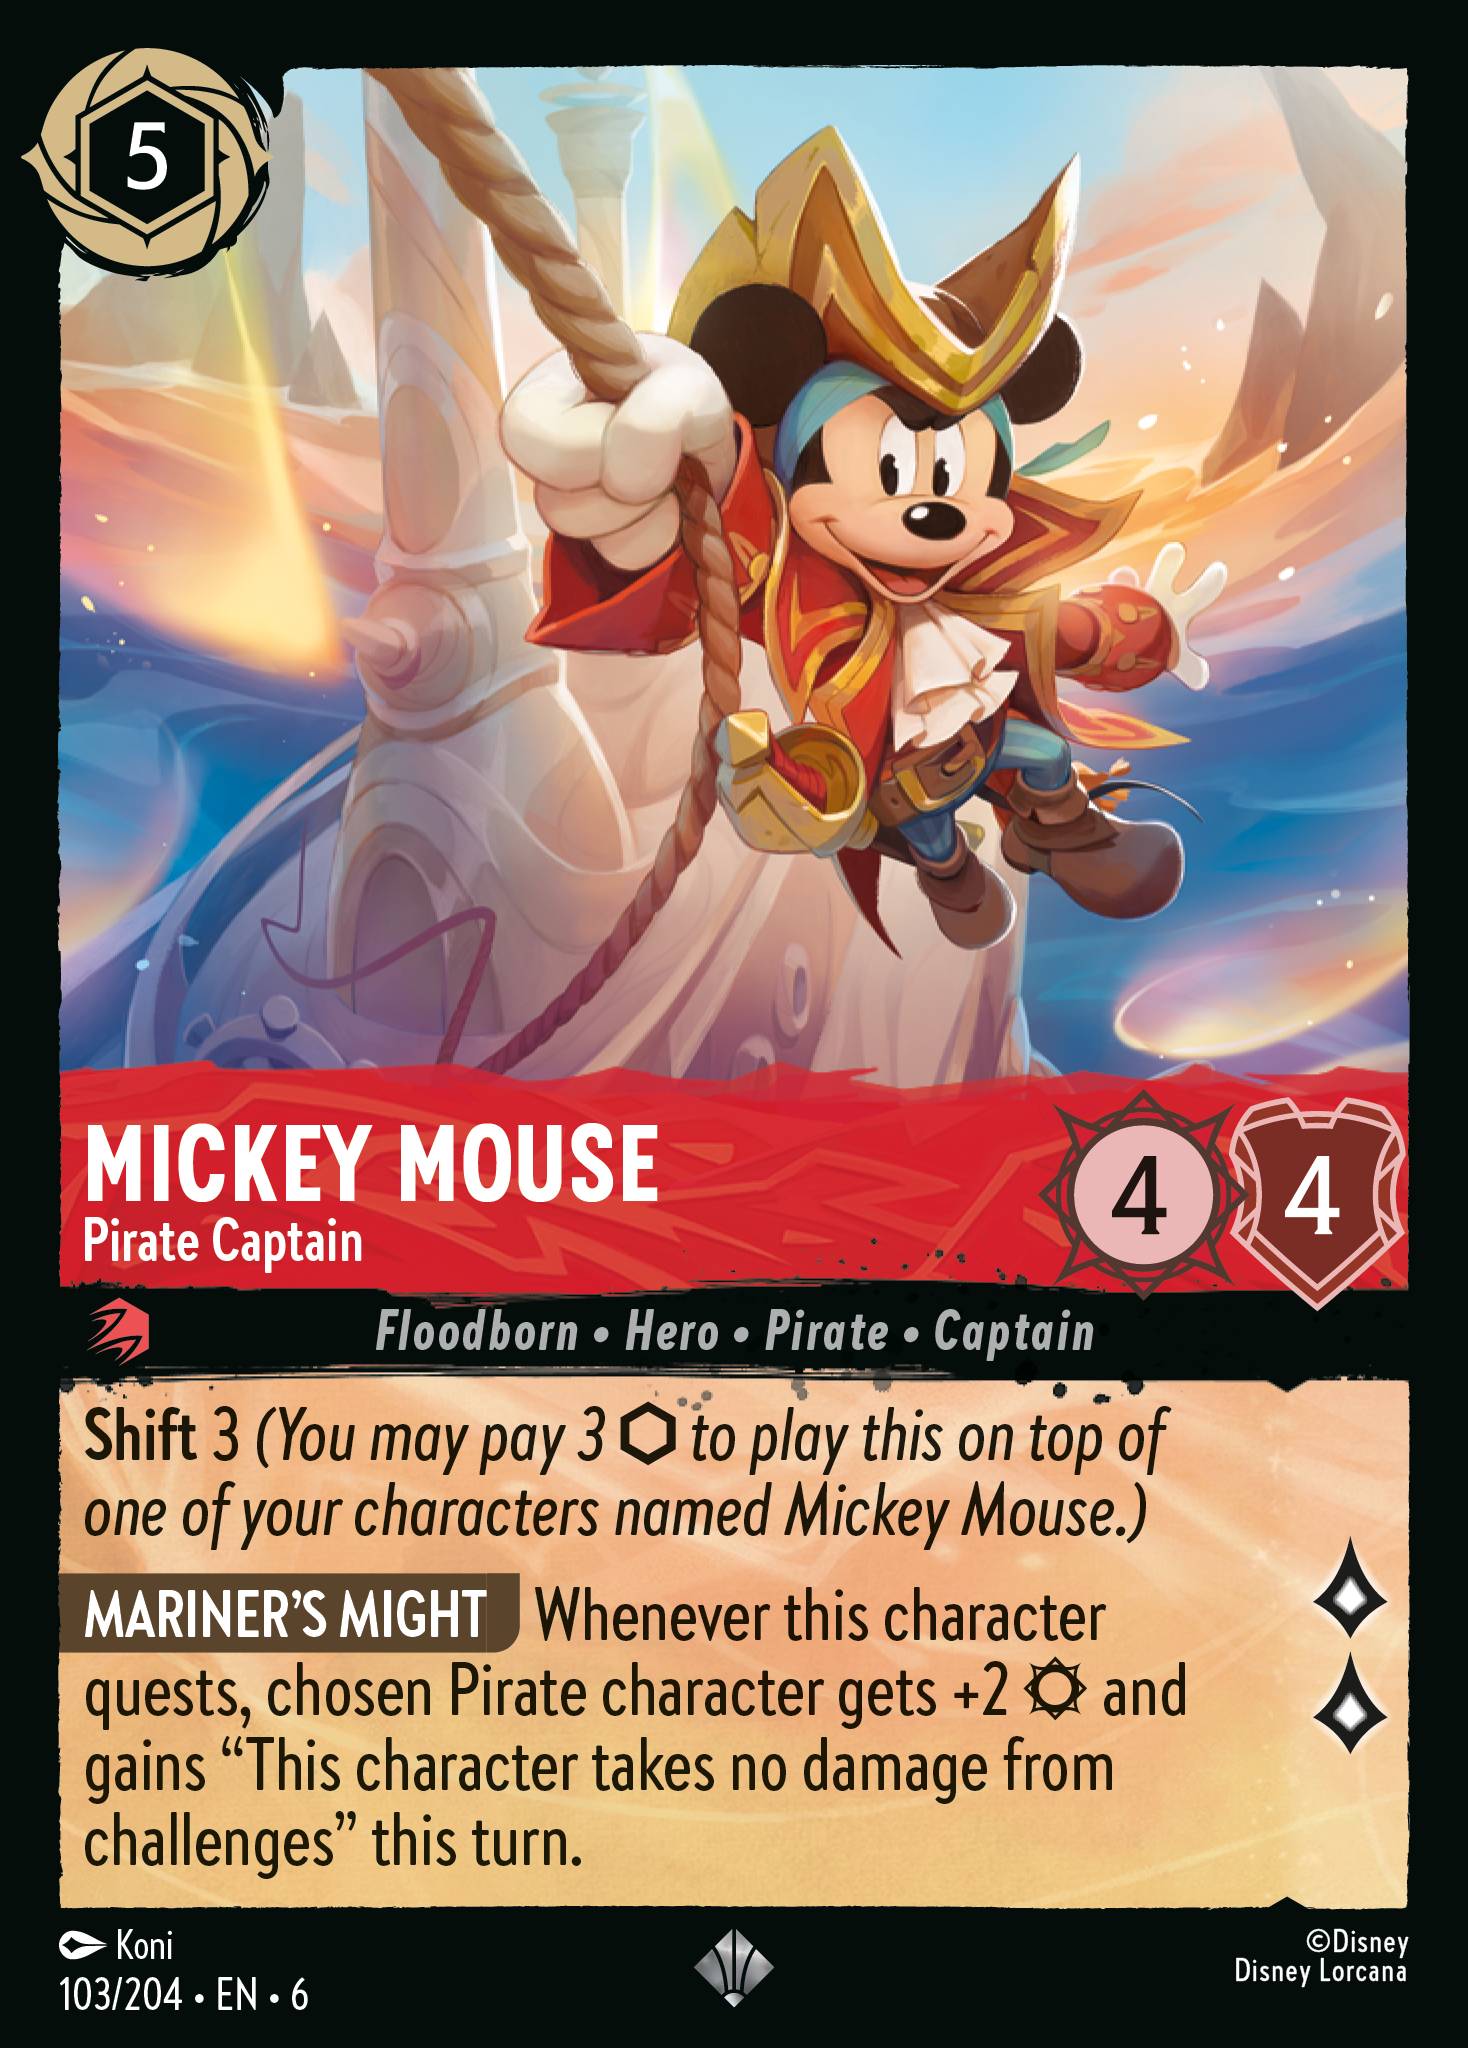 5
MICKEY MOUSE
Pirate Captain
4 4
Floodborn • Hero • Pirate • Captain
Shift 3 (You may pay 3 ⬡ to play this on top of
one of your characters named Mickey Mouse.)
MARINER’S MIGHT Whenever this character
quests, chosen Pirate character gets +2 and
gains “This character takes no damage from
challenges” this turn.
Koni
103/204 • EN • 6
©Disney
Disney Lorcana